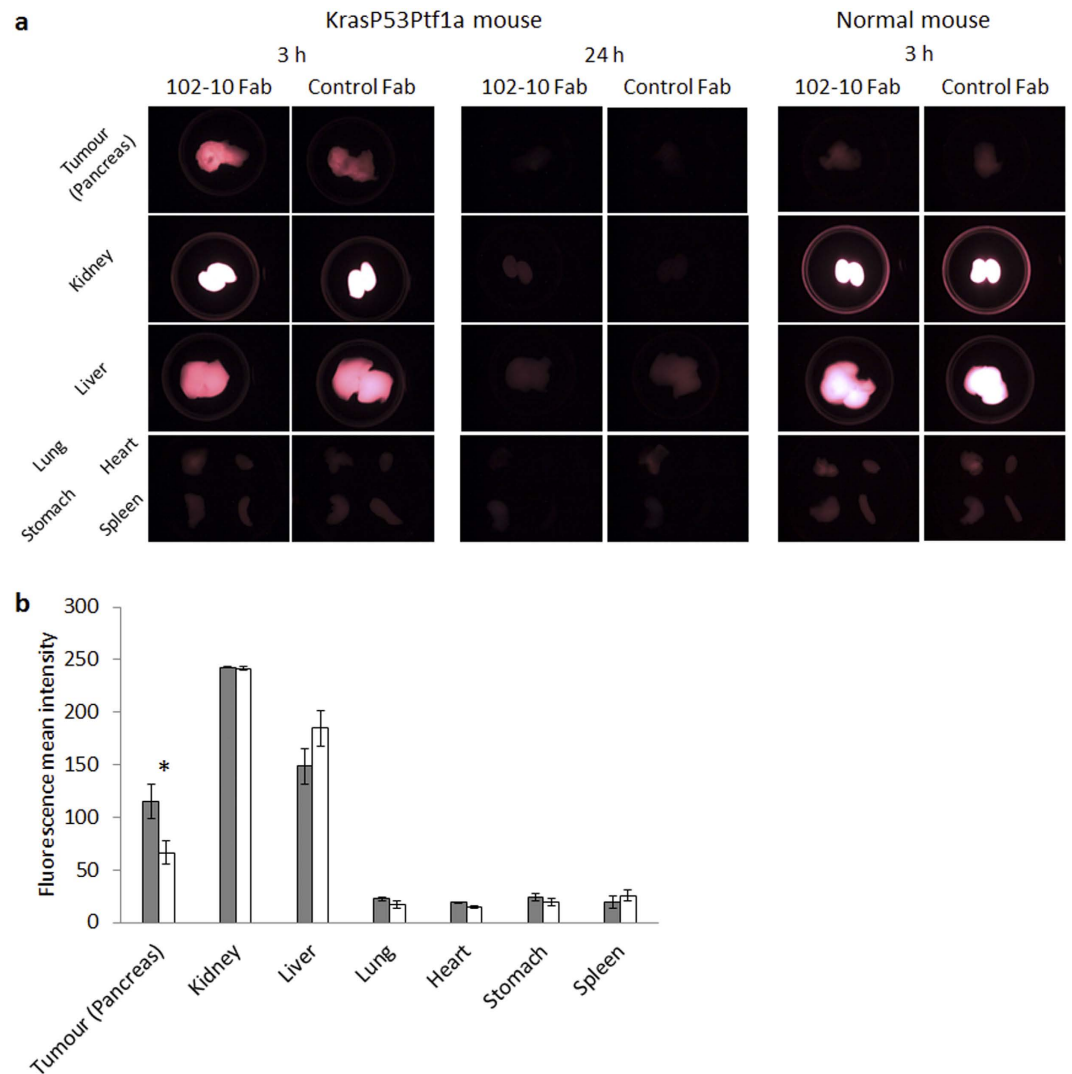 a
KrasP53Ptf1a mouse
Normal mouse
3 h
24 h
3 h
102-10 Fab
Control Fab
102-10 Fab
Control Fab
102-10 Fab
Control Fab
Tumour
(Pancreas)
Kidney
Liver
Lung
Heart
Stomach
Spleen
b
Fluorescence mean intensity
300
250
200
150
100
50
0
*
Tumour (Pancreas)
Kidney
Liver
Lung
Heart
Stomach
Spleen